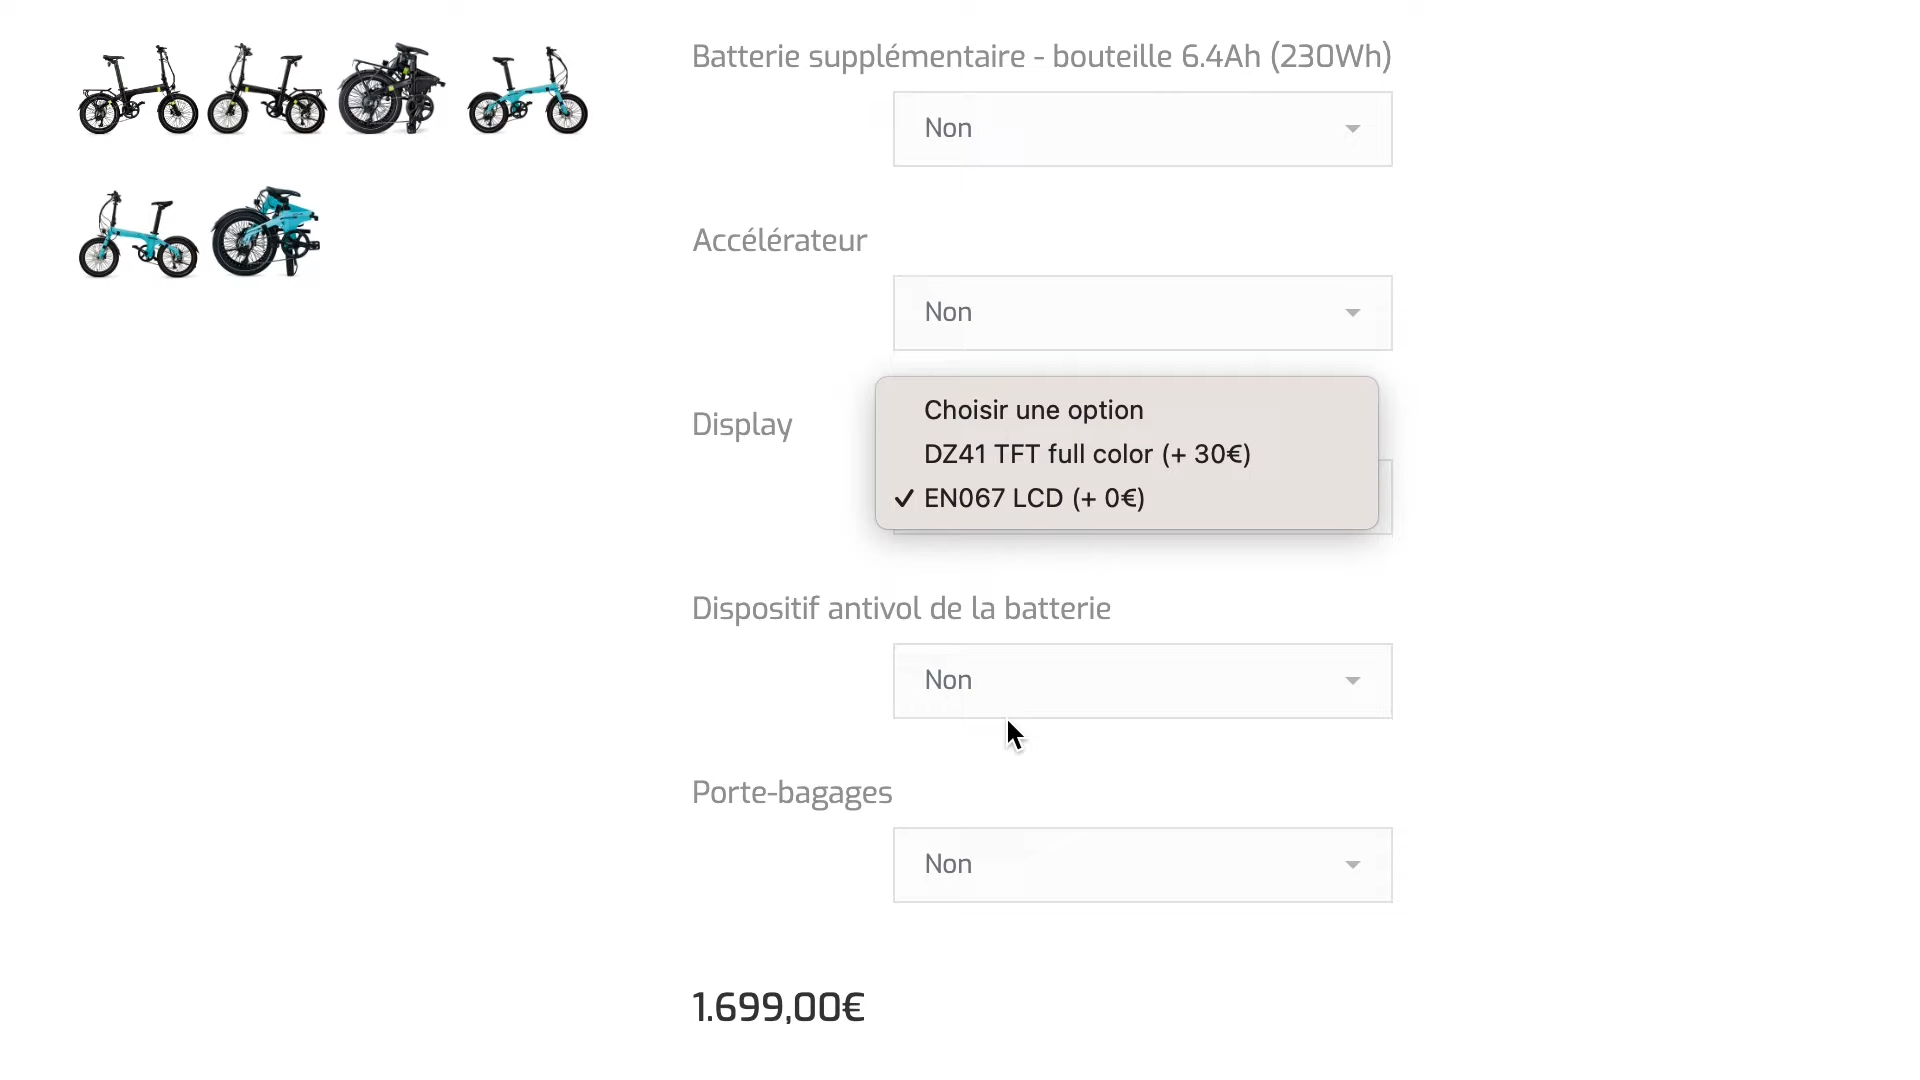 Batterie supplémentaire - bouteille 6.4Ah (230Wh)
Non
Accélérateur
Non
Display
Choisir une option
DZ41 TFT full color (+ 30€)
EN067 LCD (+ 0€)
Dispositif antivol de la batterie
Non
Porte-bagages
Non
1.699,00€